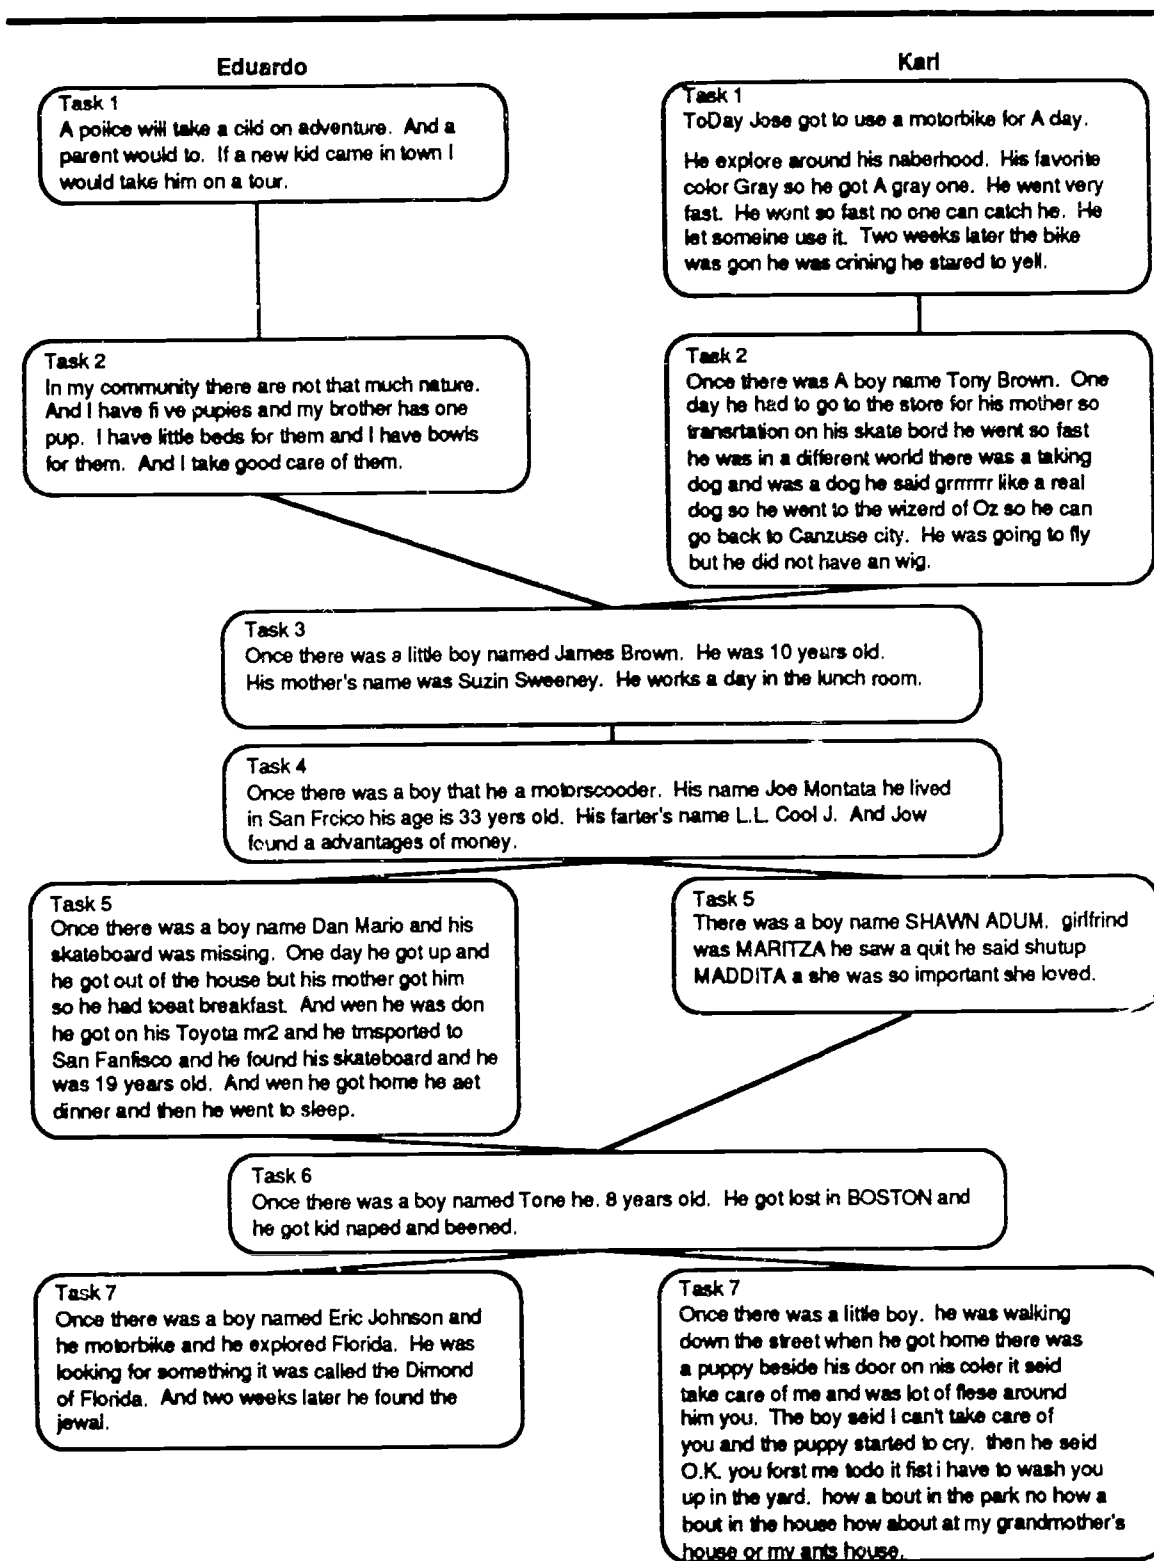 Eduardo
Karl
Task 1
A police will take a cild on adventure. And a
parent would to. If a new kid came in town I
would take him on a tour.
Task 1
ToDay Jose got to use a motorbike for A day.
He explore around his naberhood. His favorite
color Gray so he got A gray one. He went very
fast. He went so fast no one can catch he. He
let someine use it. Two weeks later the bike
was gon he was crining he stared to yell.
Task 2
In my community there are not that much nature.
And I have fi ve pupies and my brother has one
pup. I have little beds for them and I have bowls
for them. And I take good care of them.
Task 2
Once there was A boy name Tony Brown. One
day he had to go to the store for his mother so
transrtation on his skate bord he went so fast
he was in a different world there was a taking
dog and was a dog he said grrrrrr like a real
dog so he went to the wizerd of Oz so he can
go back to Canzuse city. He was going to fly
but he did not have an wig.
Task 3
Once there was a little boy named James Brown. He was 10 years old.
His mother's name was Suzin Sweeney. He works a day in the lunch room.
Task 4
Once there was a boy that he a motorscooder. His name Joe Montata he lived
in San Frcico his age is 33 yers old. His farter's name L.L. Cool J. And Jow
found a advantages of money.
Task 5
Once there was a boy name Dan Mario and his
skateboard was missing. One day he got up and
he got out of the house but his mother got him
so he had toeat breakfast. And wen he was don
he got on his Toyota mr2 and he trnsported to
San Fanfisco and he found his skateboard and he
was 19 years old. And wen he got home he aet
dinner and then he went to sleep.
Task 5
There was a boy name SHAWN ADUM. girlfrind
was MARITZA he saw a quit he said shutup
MADDITA a she was so important she loved.
Task 6
Once there was a boy named Tone he. 8 years old. He got lost in BOSTON and
he got kid naped and beened.
Task 7
Once there was a boy named Eric Johnson and
he motorbike and he explored Florida. He was
looking for something it was called the Dimond
of Florida. And two weeks later he found the
jewal.
Task 7
Once there was a little boy. he was walking
down the street when he got home there was
a puppy beside his door on nis coler it seid
take care of me and was lot of flese around
him you. The boy seid I can't take care of
you and the puppy started to cry. then he seid
O.K. you forst me todo it fist i have to wash you
up in the yard. how a bout in the park no how a
bout in the house how about at my grandmother's
house or my ants house.